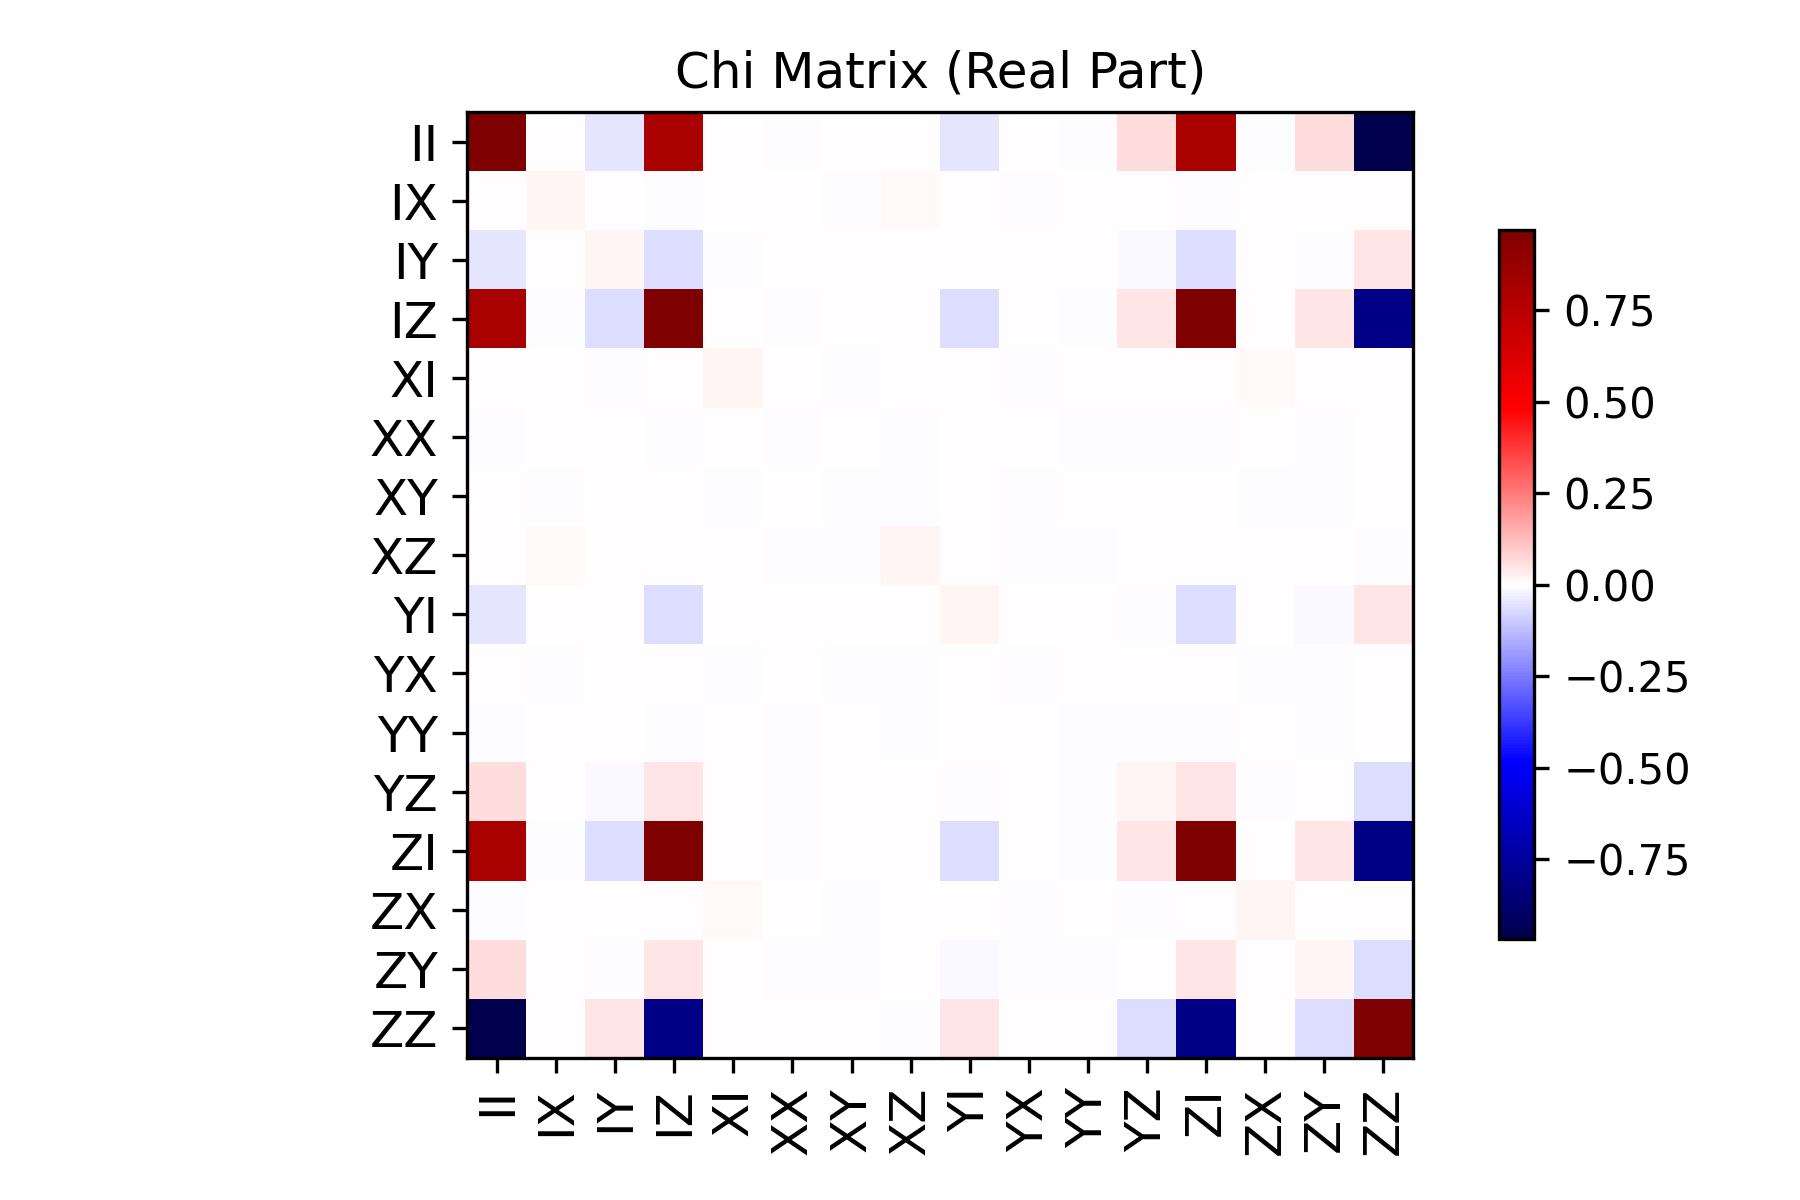 Chi Matrix (Real Part)
II
IX
IY
IZ
XI
XX
XY
XZ
YI
YX
YY
YZ
ZI
ZX
ZY
ZZ
II IX IY IZ XI XX XY XZ YI YX YY YZ ZI ZX ZY ZZ
0.75
0.50
0.25
0.00
−0.25
−0.50
−0.75